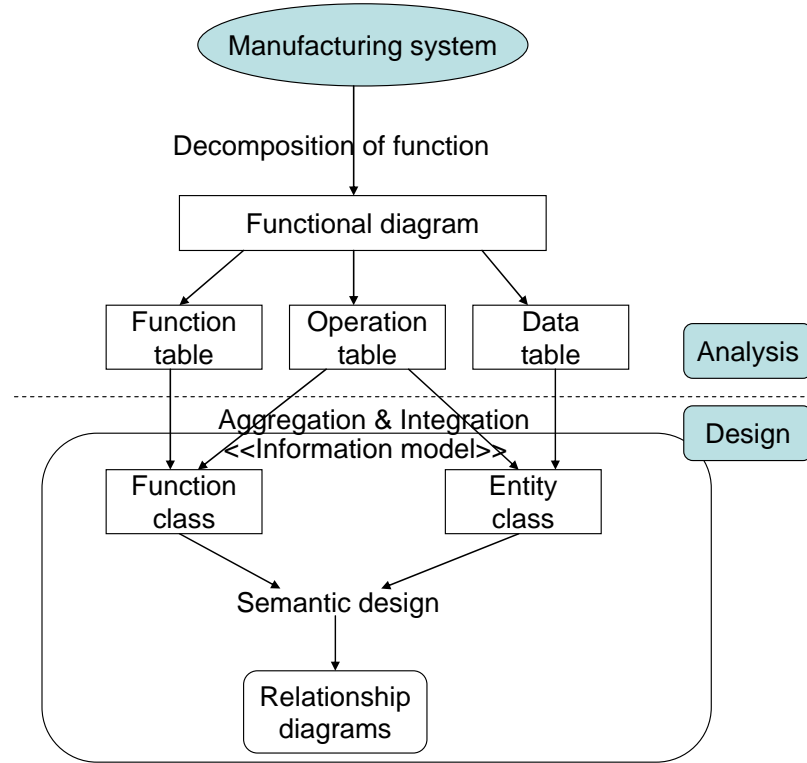 Manufacturing system
Decomposition of function
Functional diagram
Function
table
Operation
table
Data
table
Analysis
Aggregation & Integration
<<Information model>>
Design
Function
class
Entity
class
Semantic design
Relationship
diagrams